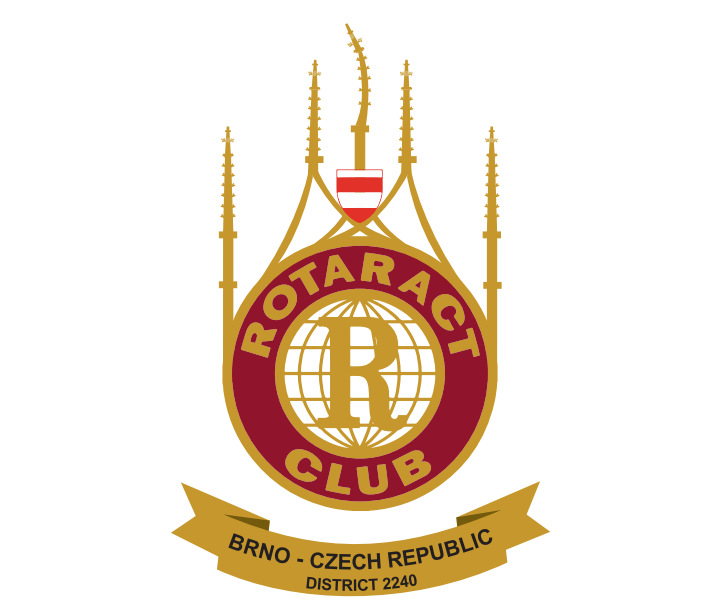 ROTARACT
R
CLUB
BRNO - CZECH REPUBLIC
DISTRICT 2240